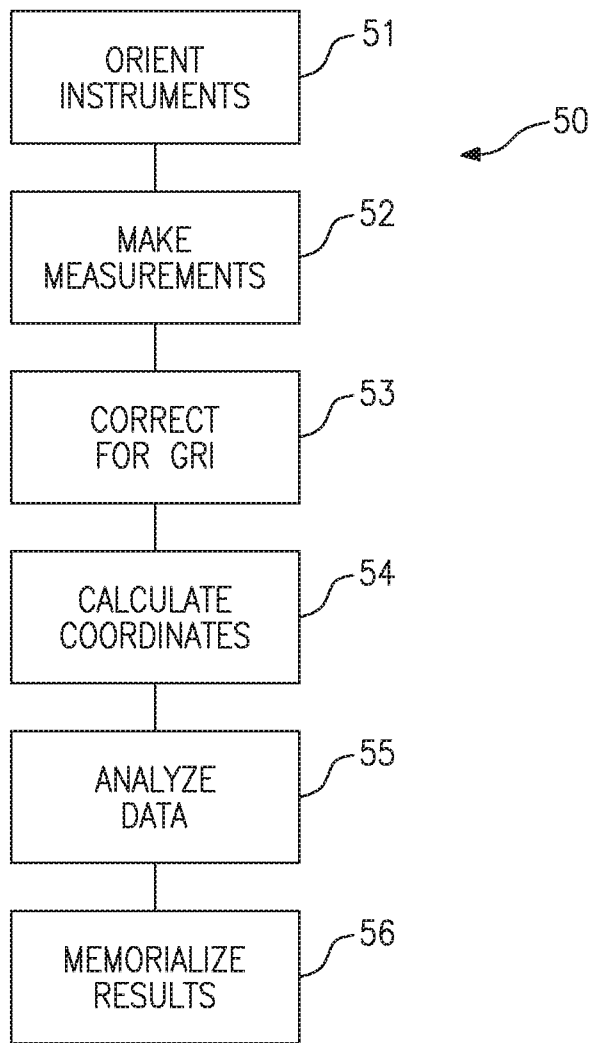 51
ORIENT
INSTRUMENTS
50
52
MAKE
MEASUREMENTS
53
CORRECT
FOR GRI
54
CALCULATE
COORDINATES
55
ANALYZE
DATA
56
MEMORIALIZE
RESULTS